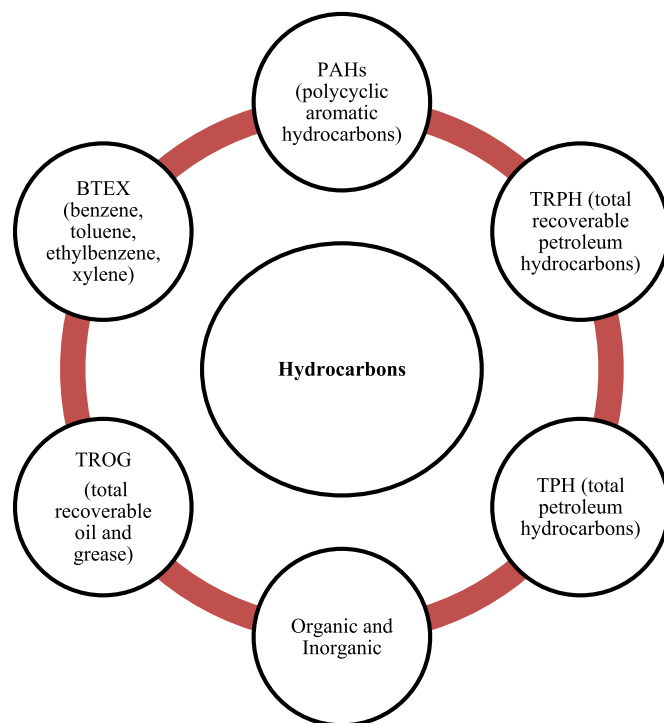 PAHs
(polycyclic
aromatic
hydrocarbons)
BTEX
(benzene,
toluene,
ethylbenzene,
xylene)
TRPH (total
recoverable
petroleum
hydrocarbons)
Hydrocarbons
TROG
(total
recoverable
oil and
grease)
TPH (total
petroleum
hydrocarbons)
Organic and
Inorganic